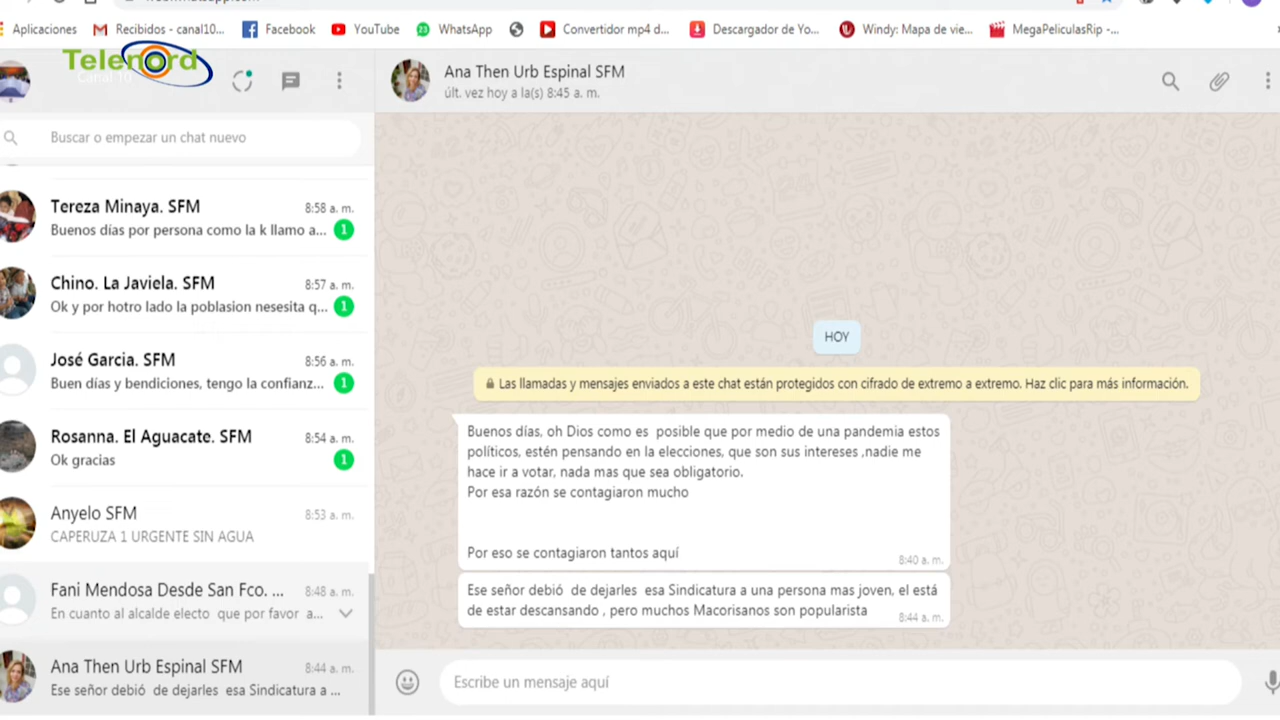 Aplicaciones
Recibidos - canal10...
Facebook
YouTube
WhatsApp
Convertidor mp4 d...
Descargador de Yo...
Windy: Mapa de vie...
MegaPeliculasRip -...
Telenord
Canal 10
Buscar o empezar un chat nuevo
Tereza Minaya. SFM
8:58 a. m.
Buenos días por persona como la k llamo a...
1
Chino. La Javiela. SFM
8:57 a. m.
Ok y por hotro lado la poblasion nesesita q...
1
José Garcia. SFM
8:56 a. m.
Buen días y bendiciones, tengo la confianz...
1
Rosanna. El Aguacate. SFM
8:54 a. m.
Ok gracias
1
Anyelo SFM
8:53 a. m.
CAPERUZA 1 URGENTE SIN AGUA
Fani Mendosa Desde San Fco. ...
8:48 a. m.
En cuanto al alcalde electo que por favor a...
Ana Then Urb Espinal SFM
8:44 a. m.
Ese señor debió de dejarles esa Sindicatura a ...
Ana Then Urb Espinal SFM
últ. vez hoy a la(s) 8:45 a. m.
HOY
Las llamadas y mensajes enviados a este chat están protegidos con cifrado de extremo a extremo. Haz clic para más información.
Buenos días, oh Dios como es posible que por medio de una pandemia estos
políticos, estén pensando en la elecciones, que son sus intereses ,nadie me
hace ir a votar, nada mas que sea obligatorio.
Por esa razón se contagiaron mucho
Por eso se contagiaron tantos aquí
8:40 a. m.
Ese señor debió de dejarles esa Sindicatura a una persona mas joven, el está
de estar descansando , pero muchos Macorisanos son popularista
8:44 a. m.
Escribe un mensaje aquí